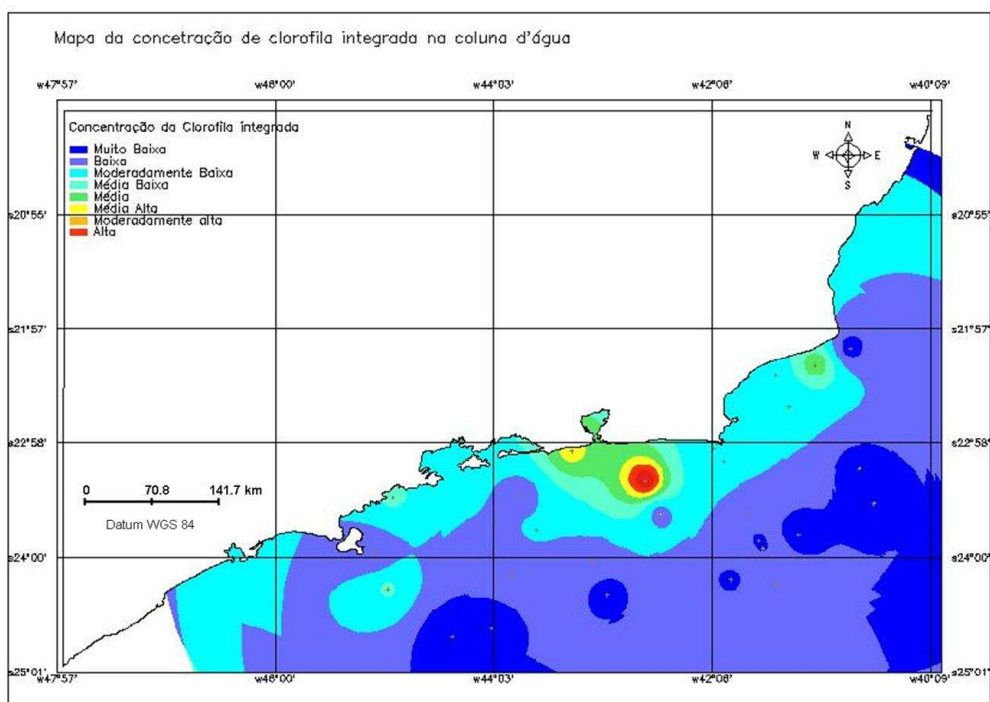 Mapa da concetração de clorofila integrada na coluna d'água
w47°57' w46°00' w44°03' w42°06' w40°09'
Concentração da Clorofila integrada
Muito Baixa
Baixa
Moderadamente Baixa
Média Baixa
Média
Média Alta
Moderadamente alta
Alta
N
W E
S
s20°55' s20°55'
s21°57' s21°57'
s22°58' s22°58'
0 70.8 141.7 km
Datum WGS 84
s24°00' s24°00'
s25°01' s25°01'
w47°57' w46°00' w44°03' w42°06' w40°09'